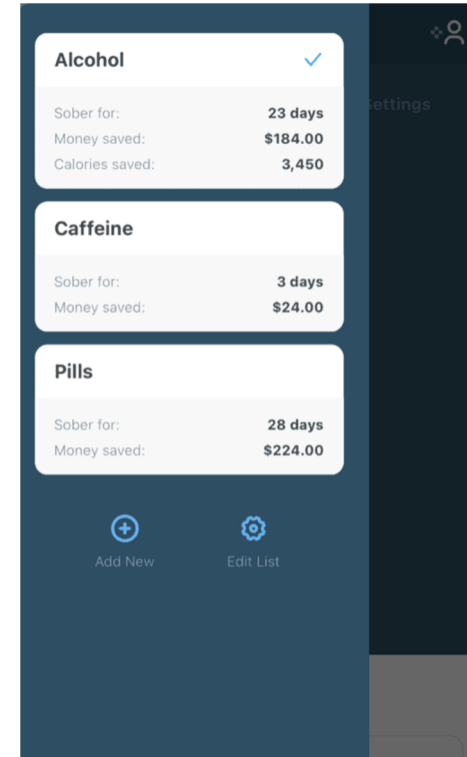 Alcohol
Sober for: 23 days
Money saved: $184.00
Calories saved: 3,450
Caffeine
Sober for: 3 days
Money saved: $24.00
Pills
Sober for: 28 days
Money saved: $224.00
Add New Edit List
ettings